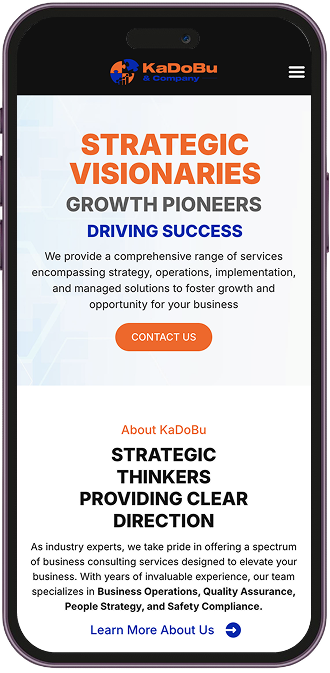 KaDoBu
& Company
STRATEGIC
VISIONARIES
GROWTH PIONEERS
DRIVING SUCCESS
We provide a comprehensive range of services
encompassing strategy, operations, implementation,
and managed solutions to foster growth and
opportunity for your business
CONTACT US
About KaDoBu
STRATEGIC
THINKERS
PROVIDING CLEAR
DIRECTION
As industry experts, we take pride in offering a spectrum
of business consulting services designed to elevate your
business. With years of invaluable experience, our team
specializes in Business Operations, Quality Assurance,
People Strategy, and Safety Compliance.
Learn More About Us